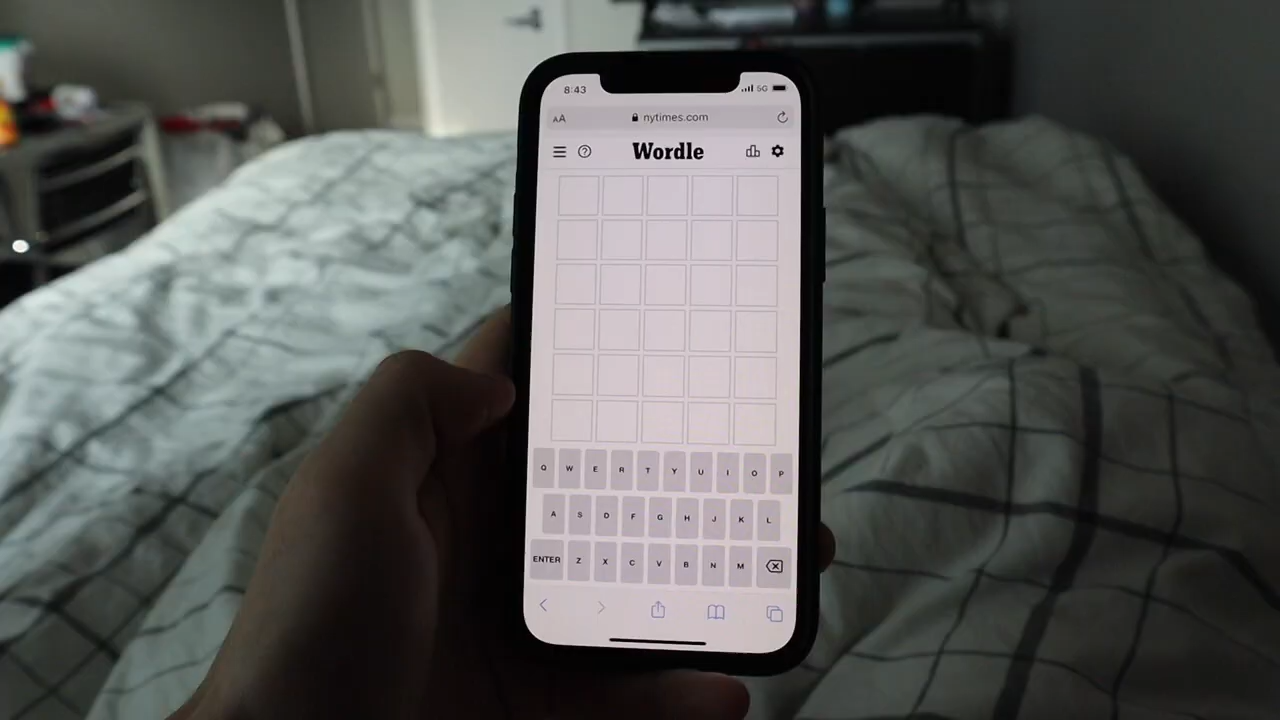 8:43 5G
AA nytimes.com
Wordle
Q W E R T Y U I O P
A S D F G H J K L
ENTER Z X C V B N M